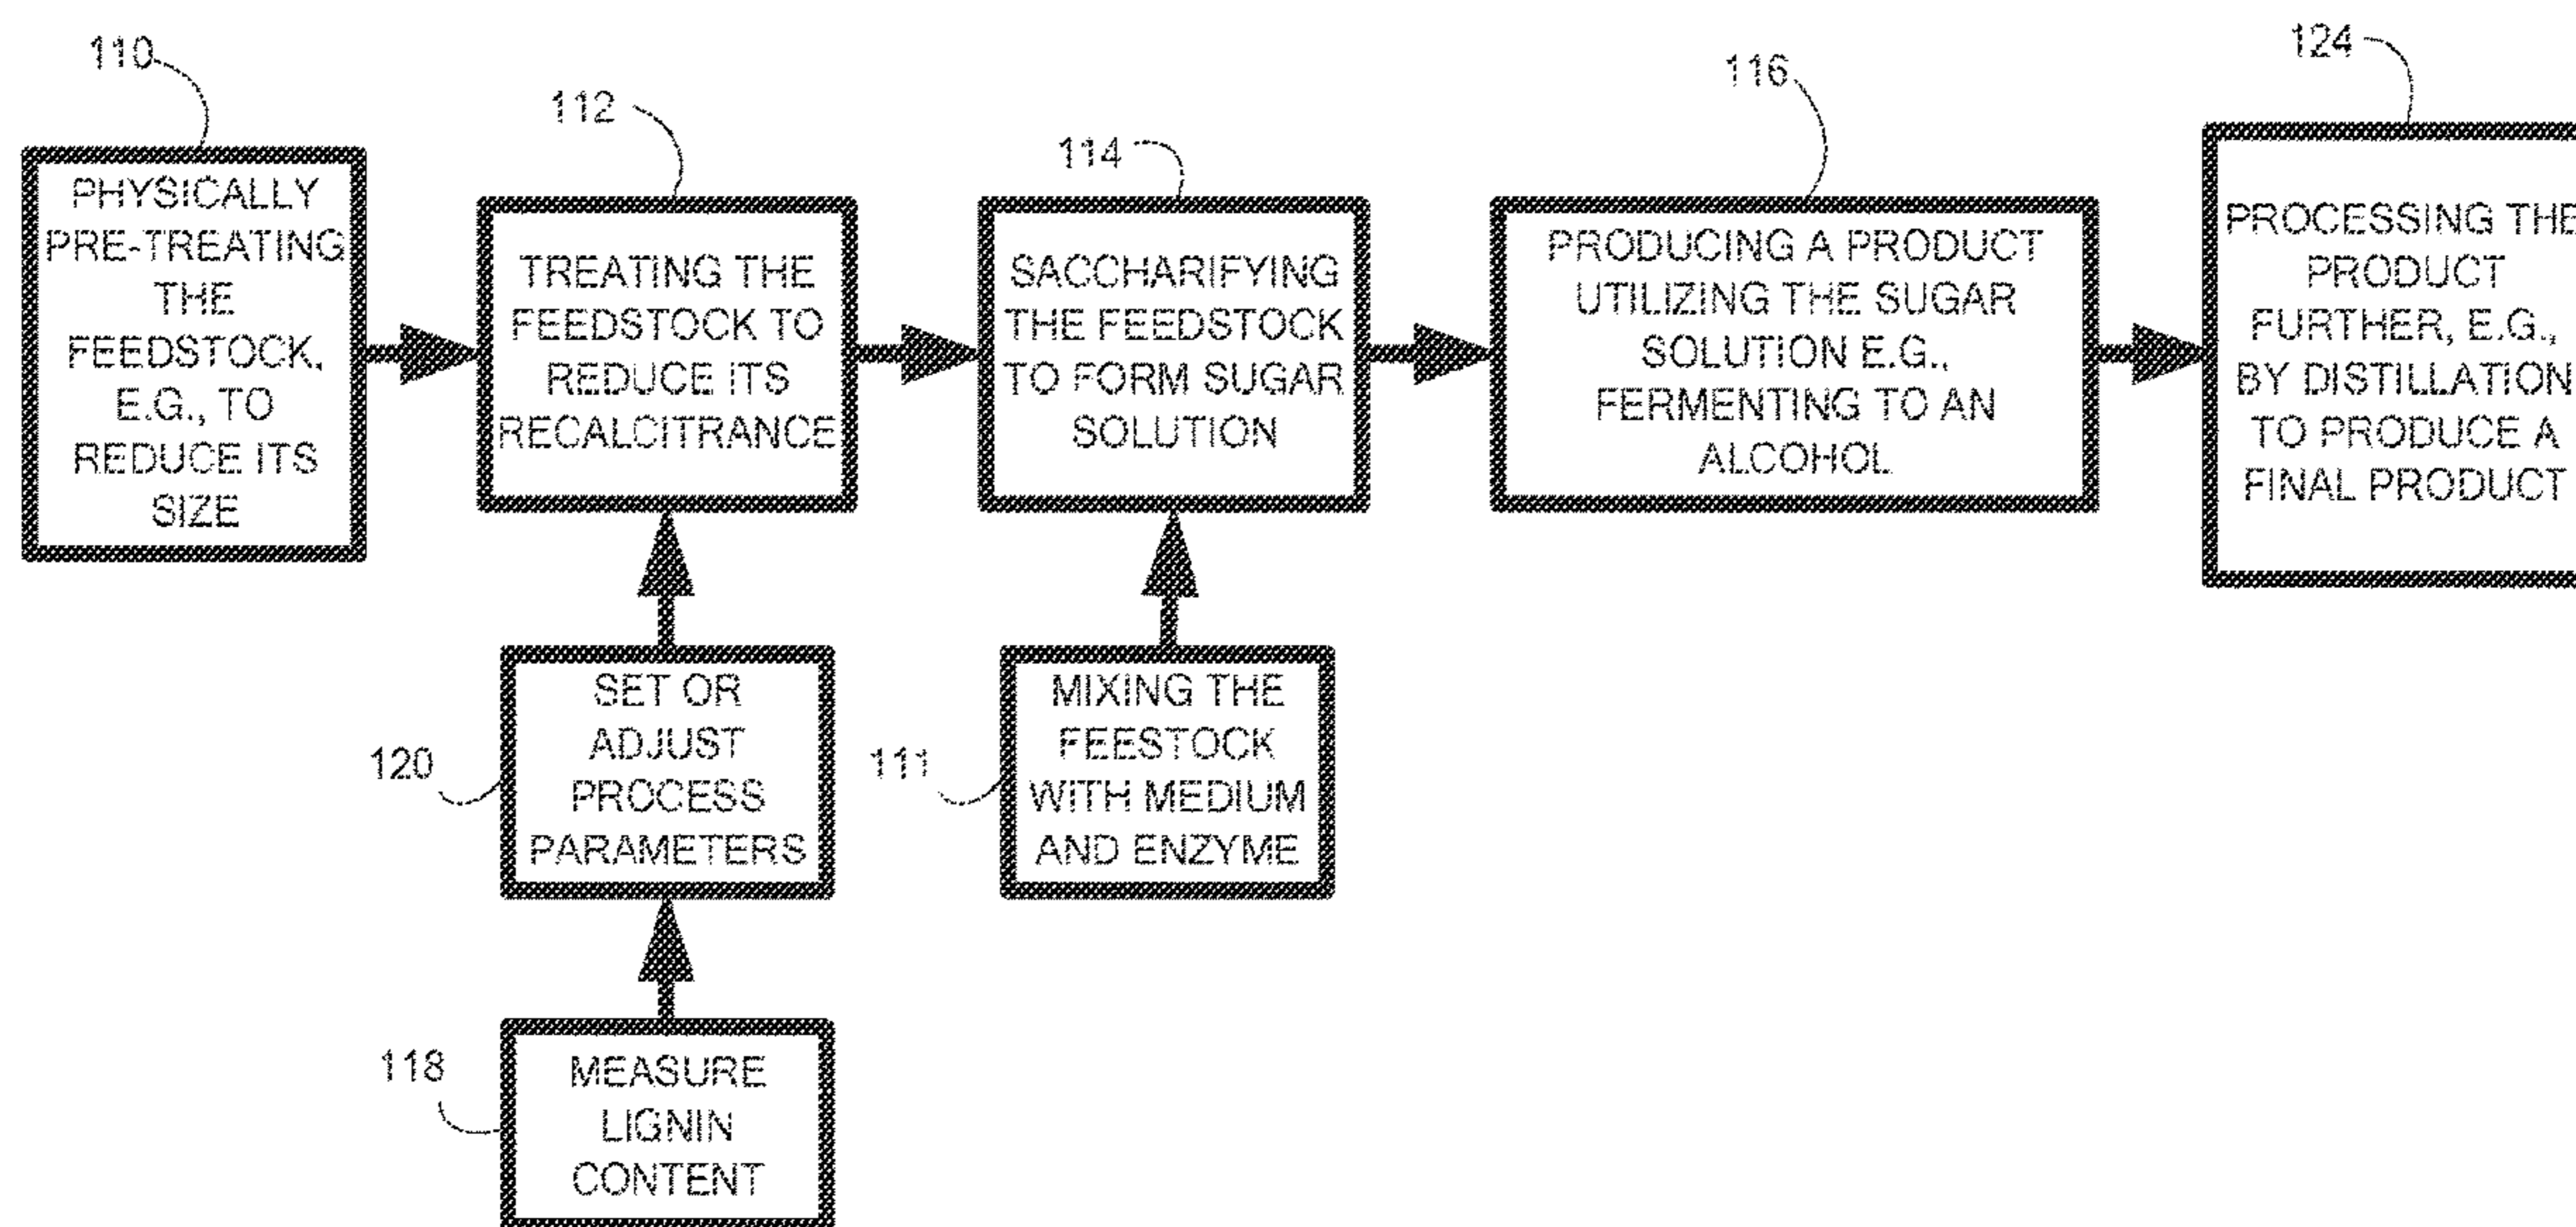 110
PHYSICALLY
PRE-TREATING
THE
FEEDSTOCK,
E.G., TO
REDUCE ITS
SIZE
112
TREATING THE
FEEDSTOCK TO
REDUCE ITS
RECALCITRANCE
114
SACCHARIFYING
THE FEEDSTOCK
TO FORM SUGAR
SOLUTION
116
PRODUCING A PRODUCT
UTILIZING THE SUGAR
SOLUTION E.G.,
FERMENTING TO AN
ALCOHOL
124
PROCESSING THE
PRODUCT
FURTHER, E.G.,
BY DISTILLATION
TO PRODUCE A
FINAL PRODUCT
120
SET OR
ADJUST
PROCESS
PARAMETERS
111
MIXING THE
FEESTOCK
WITH MEDIUM
AND ENZYME
118
MEASURE
LIGNIN
CONTENT